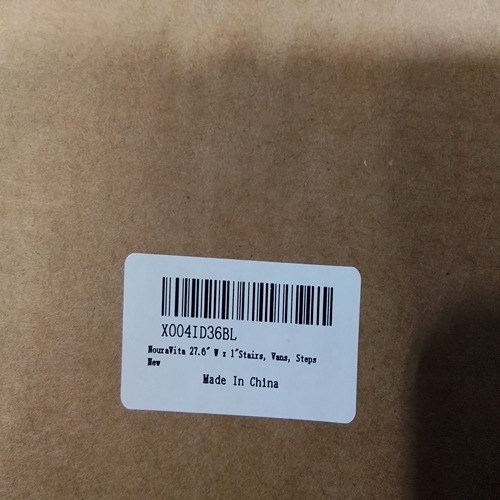 X004ID36BL
NouraVita 27.6" W x 1"Stairs, Vans, Steps
New
Made In China